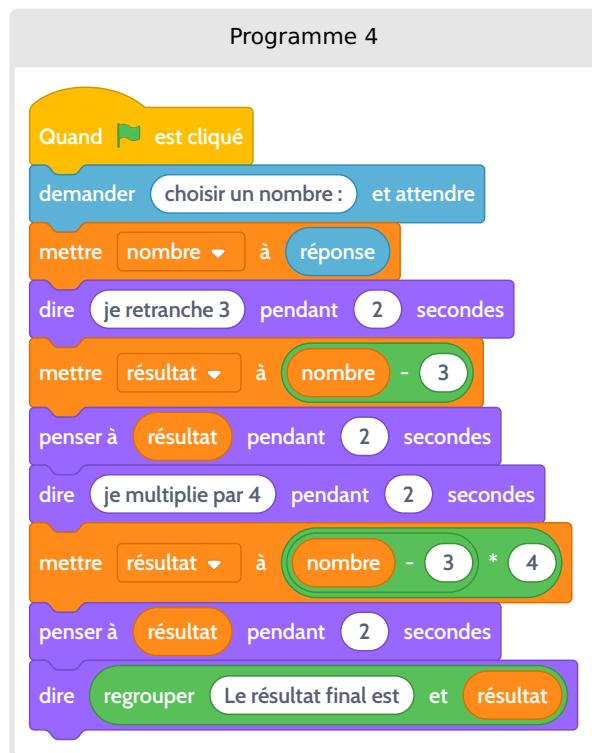 Programme 4
Quand est cliqué
demander choisir un nombre : et attendre
mettre nombre à réponse
dire je retranche 3 pendant 2 secondes
mettre résultat à nombre - 3
penser à résultat pendant 2 secondes
dire je multiplie par 4 pendant 2 secondes
mettre résultat à nombre - 3 * 4
penser à résultat pendant 2 secondes
dire regrouper Le résultat final est et résultat